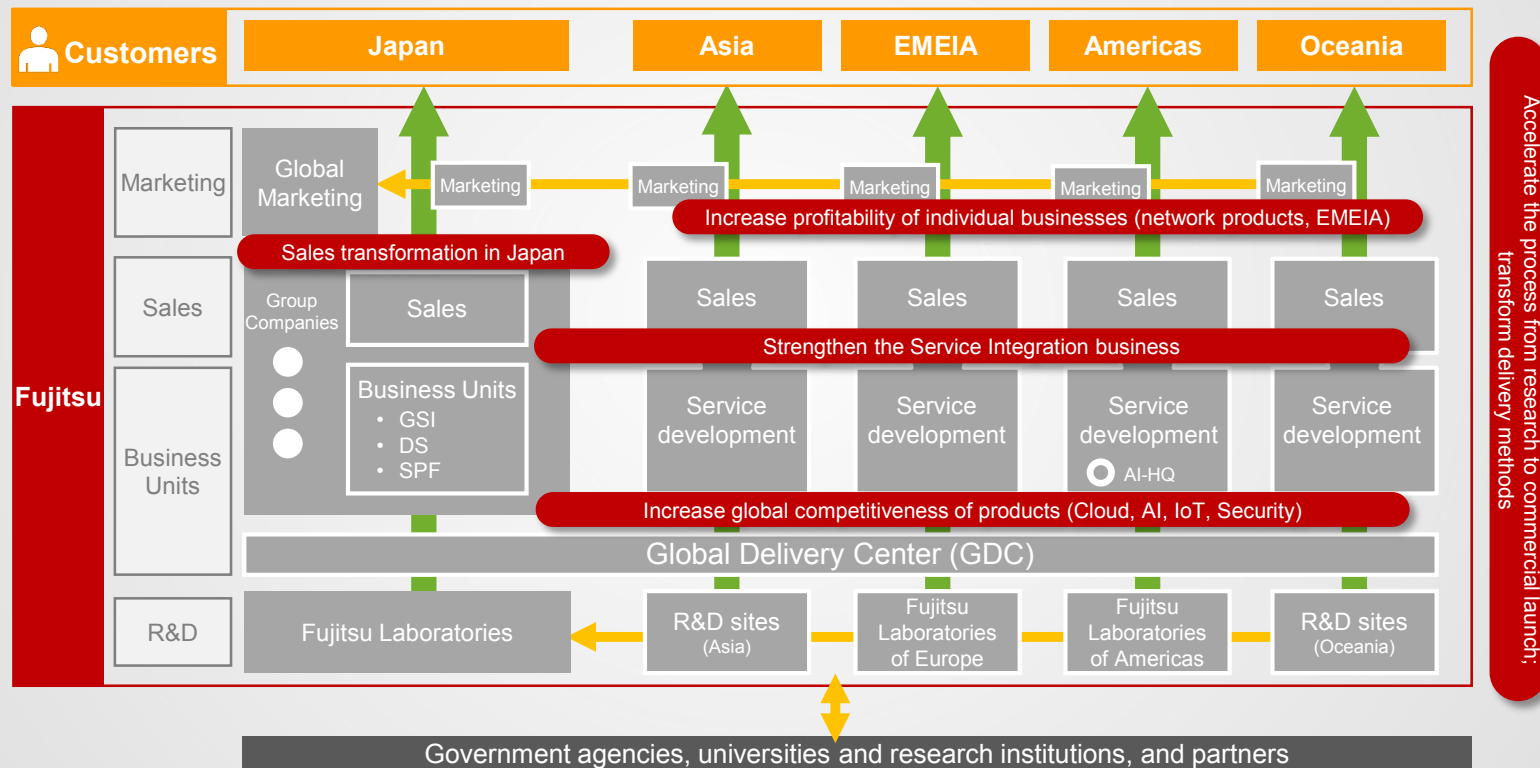 Customers
Japan
Asia
EMEIA
Americas
Oceania
Fujitsu
Marketing
Global
Marketing
Marketing
Marketing
Marketing
Marketing
Marketing
Increase profitability of individual businesses (network products, EMEIA)
Sales transformation in Japan
Sales
Group
Companies
Sales
Sales
Sales
Sales
Sales
Strengthen the Service Integration business
Business
Units
Business Units
• GSI
• DS
• SPF
Service
development
Service
development
Service
development
AI-HQ
Service
development
Increase global competitiveness of products (Cloud, AI, IoT, Security)
Global Delivery Center (GDC)
R&D
Fujitsu Laboratories
R&D sites
(Asia)
Fujitsu
Laboratories
of Europe
Fujitsu
Laboratories
of Americas
R&D sites
(Oceania)
Government agencies, universities and research institutions, and partners
Accelerate the process from research to commercial launch;
transform delivery methods